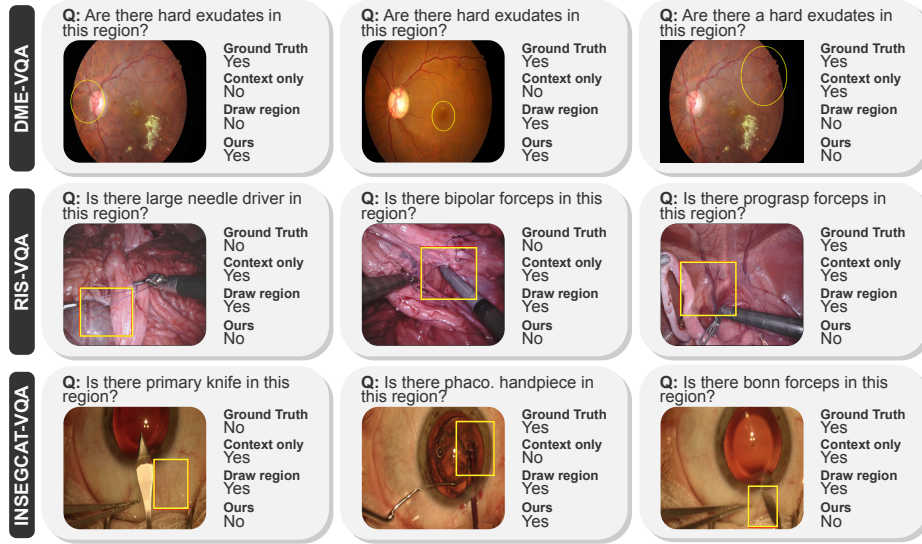 DME-VQA
Q: Are there hard exudates in
this region?
Ground Truth
Yes
Context only
No
Draw region
No
Ours
Yes
Q: Are there hard exudates in
this region?
Ground Truth
Yes
Context only
No
Draw region
Yes
Ours
Yes
Q: Are there a hard exudates in
this region?
Ground Truth
Yes
Context only
Yes
Draw region
No
Ours
No
RIS-VQA
Q: Is there large needle driver in
this region?
Ground Truth
No
Context only
Yes
Draw region
Yes
Ours
No
Q: Is there bipolar forceps in this
region?
Ground Truth
No
Context only
Yes
Draw region
Yes
Ours
No
Q: Is there prograsp forceps in
this region?
Ground Truth
Yes
Context only
Yes
Draw region
Yes
Ours
No
INSEGCAT-VQA
Q: Is there primary knife in this
region?
Ground Truth
No
Context only
Yes
Draw region
Yes
Ours
No
Q: Is there phaco. handpiece in
this region?
Ground Truth
Yes
Context only
No
Draw region
Yes
Ours
Yes
Q: Is there bonn forceps in this
region?
Ground Truth
Yes
Context only
Yes
Draw region
Yes
Ours
No